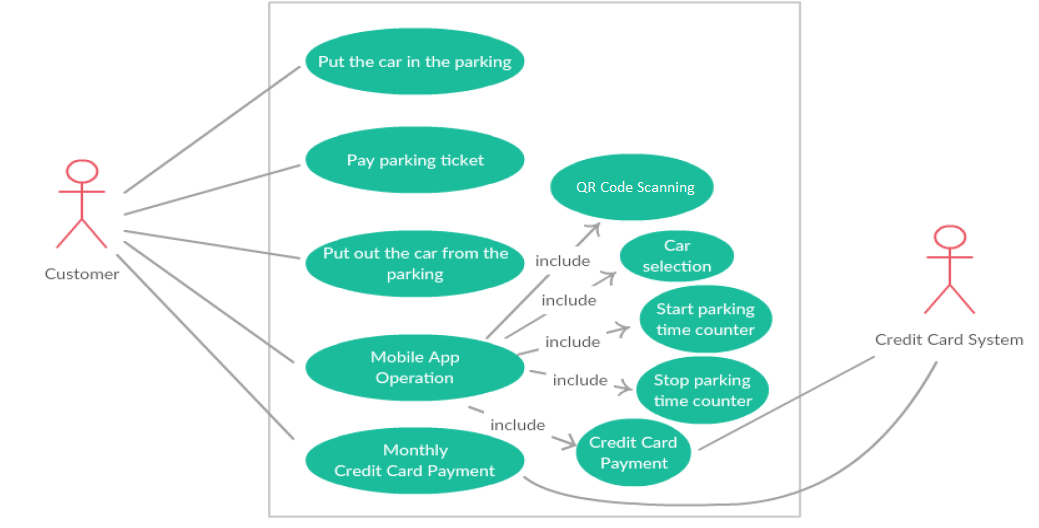 Put the car in the parking
Pay parking ticket
QR Code Scanning
Put out the car from the
parking
Car
selection
include
Customer
include
Start parking
time counter
include
Credit Card System
Mobile App
Operation
include
Stop parking
time counter
include
Monthly
Credit Card Payment
Credit Card
Payment